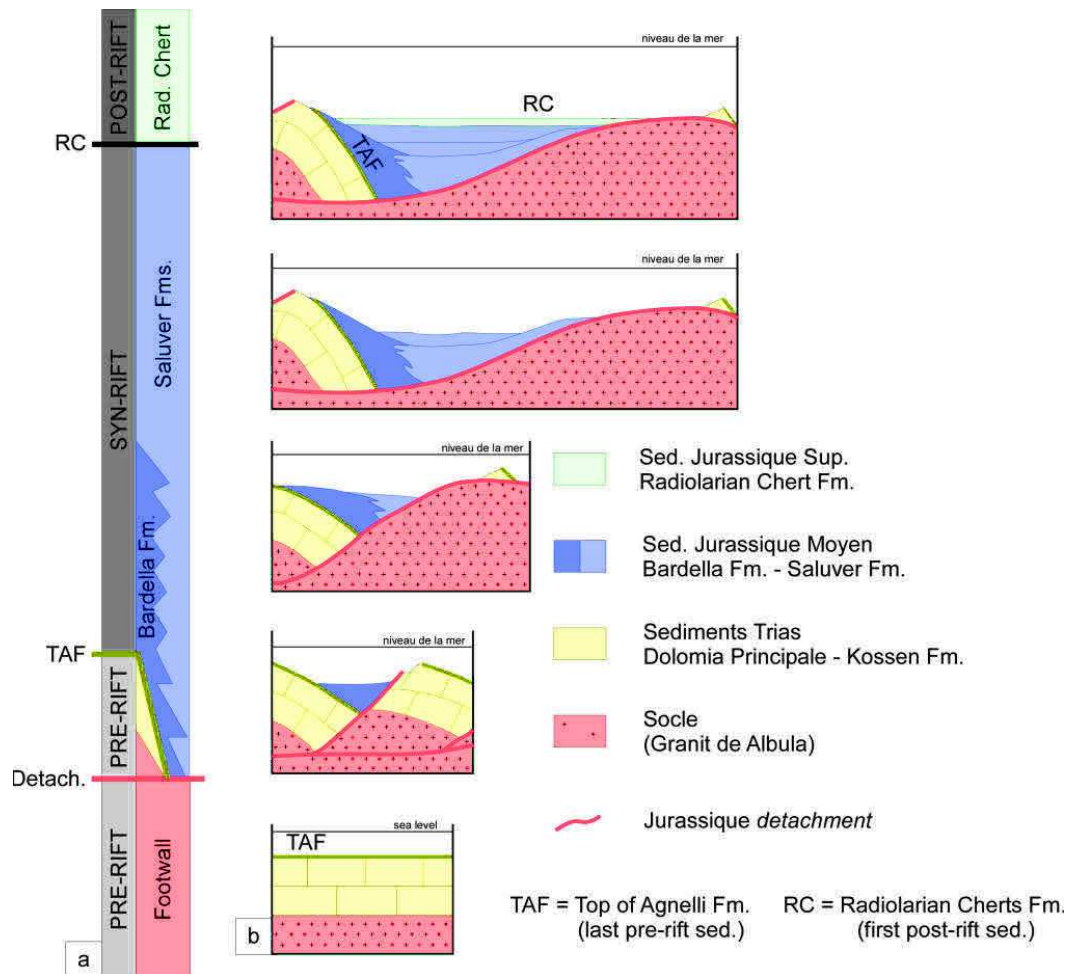 POST-RIFT
Rad. Chert
RC
SYN-RIFT
Saluver Fms.
Bardella Fm.
TAF
PRE-RIFT
Detach.
PRE-RIFT
Footwall
a
niveau de la mer
RC
TAF
niveau de la mer
niveau de la mer
niveau de la mer
sea level
TAF
b
Sed. Jurassique Sup.
Radiolarian Chert Fm.
Sed. Jurassique Moyen
Bardella Fm. - Saluver Fm.
Sediments Trias
Dolomia Principale - Kossen Fm.
Socle
(Granit de Albula)
Jurassique detachment
TAF = Top of Agnelli Fm.
(last pre-rift sed.)
RC = Radiolarian Cherts Fm.
(first post-rift sed.)